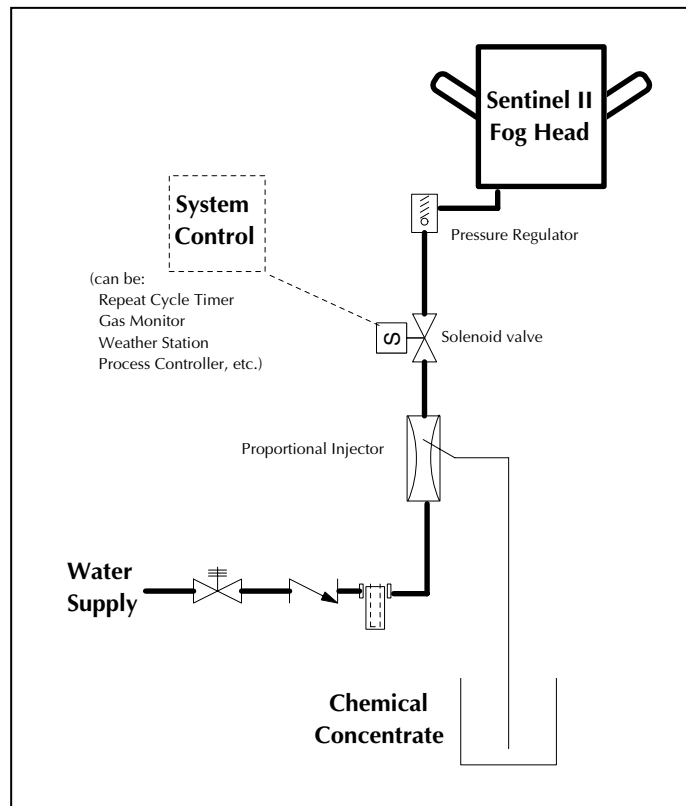 Sentinel II
Fog Head
System
Control
Pressure Regulator
(can be:
Repeat Cycle Timer
Gas Monitor
Weather Station
Process Controller, etc.)
S
Solenoid valve
Proportional Injector
Water
Supply
Chemical
Concentrate